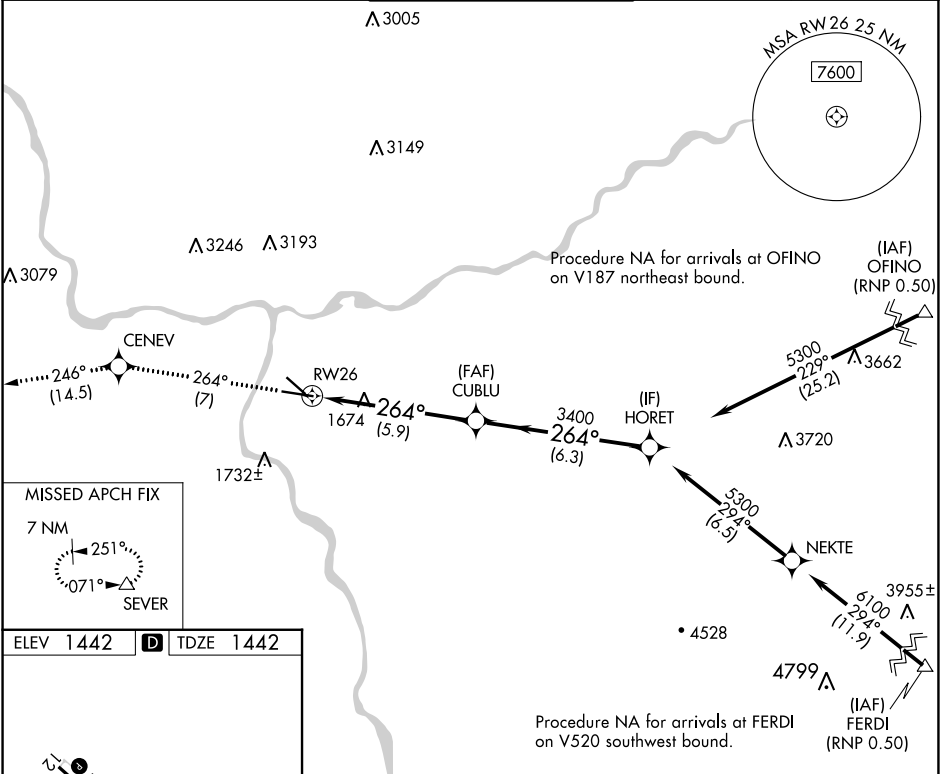 3005
MSA RW26 25 NM
7600
3149
3246
3193
3079
Procedure NA for arrivals at OFINO
on V187 northeast bound.
(IAF)
OFINO
(RNP 0.50)
5300
229°
(25.2)
3662
CENEV
246°
(14.5)
264°
(7)
RW26
1674
264°
(5.9)
(FAF)
CUBLU
3400
264°
(6.3)
(IF)
HORET
3720
1732±
5300
294°
(6.5)
NEKTE
6100
294°
(11.9)
3955±
4528
4799
(IAF)
FERDI
(RNP 0.50)
Procedure NA for arrivals at FERDI
on V520 southwest bound.
MISSED APCH FIX
7 NM
251°
071°
SEVER
ELEV 1442 D TDZE 1442
12
P